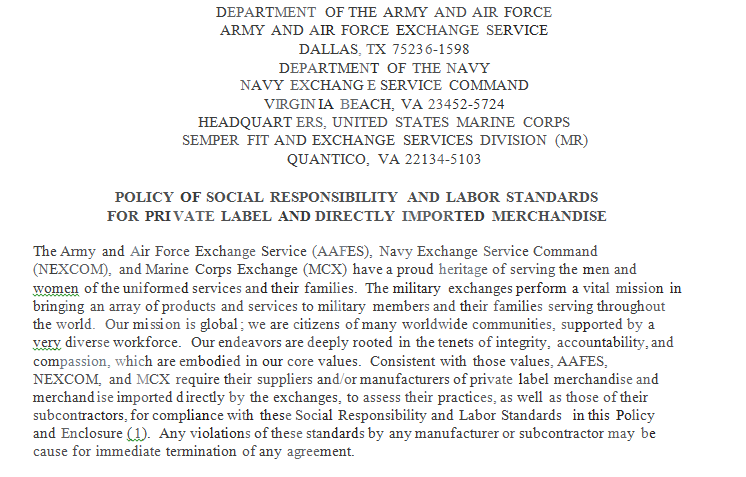 DEPARTMENT OF THE ARMY AND AIR FORCE
ARMY AND AIR FORCE EXCHANGE SERVICE
DALLAS, TX 75236-1598
DEPARTMENT OF THE NAVY
NAVY EXCHANG E SERVICE COMMAND
VIRGIN IA BEACH, VA 23452-5724
HEADQUART ERS, UNITED STATES MARINE CORPS
SEMPER FIT AND EXCHANGE SERVICES DIVISION (MR)
QUANTICO, VA 22134-5103
POLICY OF SOCIAL RESPONSIBILITY AND LABOR STANDARDS
FOR PRIVATE LABEL AND DIRECTLY IMPORTED MERCHANDISE
The Army and Air Force Exchange Service (AAFES), Navy Exchange Service Command
(NEXCOM), and Marine Corps Exchange (MCX) have a proud heritage of serving the men and
women of the uniformed services and their families. The military exchanges perform a vital mission in
bringing an array of products and services to military members and their families serving throughout
the world. Our mission is global; we are citizens of many worldwide communities, supported by a
very diverse workforce. Our endeavors are deeply rooted in the tenets of integrity, accountability, and
compassion, which are embodied in our core values. Consistent with those values, AAFES,
NEXCOM, and MCX require their suppliers and/or manufacturers of private label merchandise and
merchandise imported directly by the exchanges, to assess their practices, as well as those of their
subcontractors, for compliance with these Social Responsibility and Labor Standards in this Policy
and Enclosure (1). Any violations of these standards by any manufacturer or subcontractor may be
cause for immediate termination of any agreement.